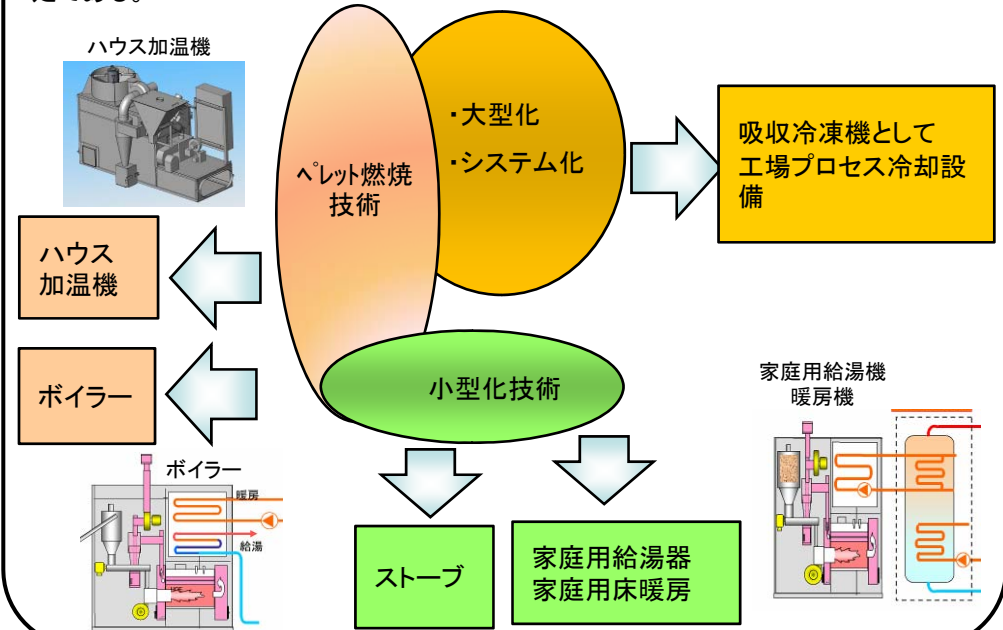 ハウス加温機
ペレット燃焼
技術
・大型化
・システム化
吸収冷凍機として
工場プロセス冷却設
備
ハウス
加温機
ボイラー
小型化技術
家庭用給湯機
暖房機
ボイラー
暖房
給湯
ストーブ
家庭用給湯器
家庭用床暖房